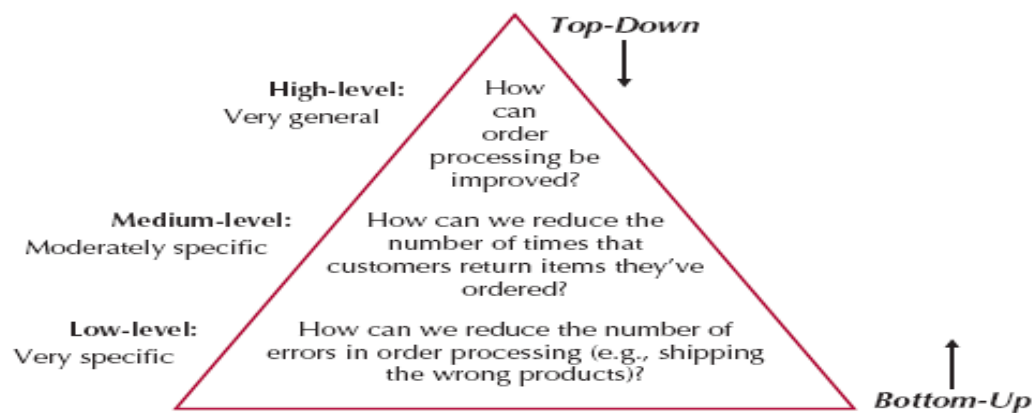 Top-Down
High-level:
Very general
How
can
order
processing be
improved?
Medium-level:
Moderately specific
How can we reduce the
number of times that
customers return items they've
ordered?
Low-level:
Very specific
How can we reduce the number of
errors in order processing (e.g., shipping
the wrong products)?
Bottom-Up